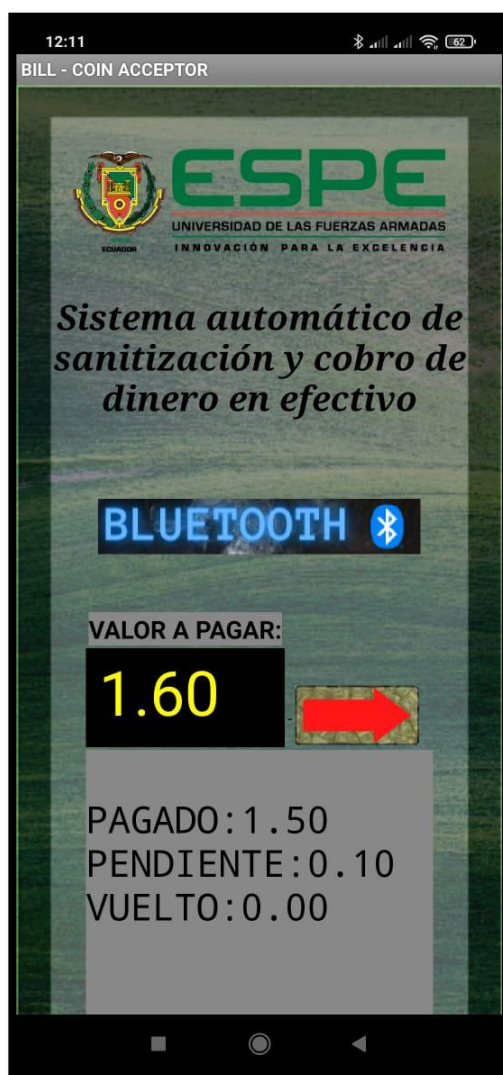 12:11
62
BILL - COIN ACCEPTOR
ESPE
UNIVERSIDAD DE LAS FUERZAS ARMADAS
INNOVACIÓN PARA LA EXCELENCIA
ECUADOR
Sistema automático de
sanitización y cobro de
dinero en efectivo
BLUETOOTH
VALOR A PAGAR:
1.60
PAGADO:1.50
PENDIENTE:0.10
VUELTO:0.00